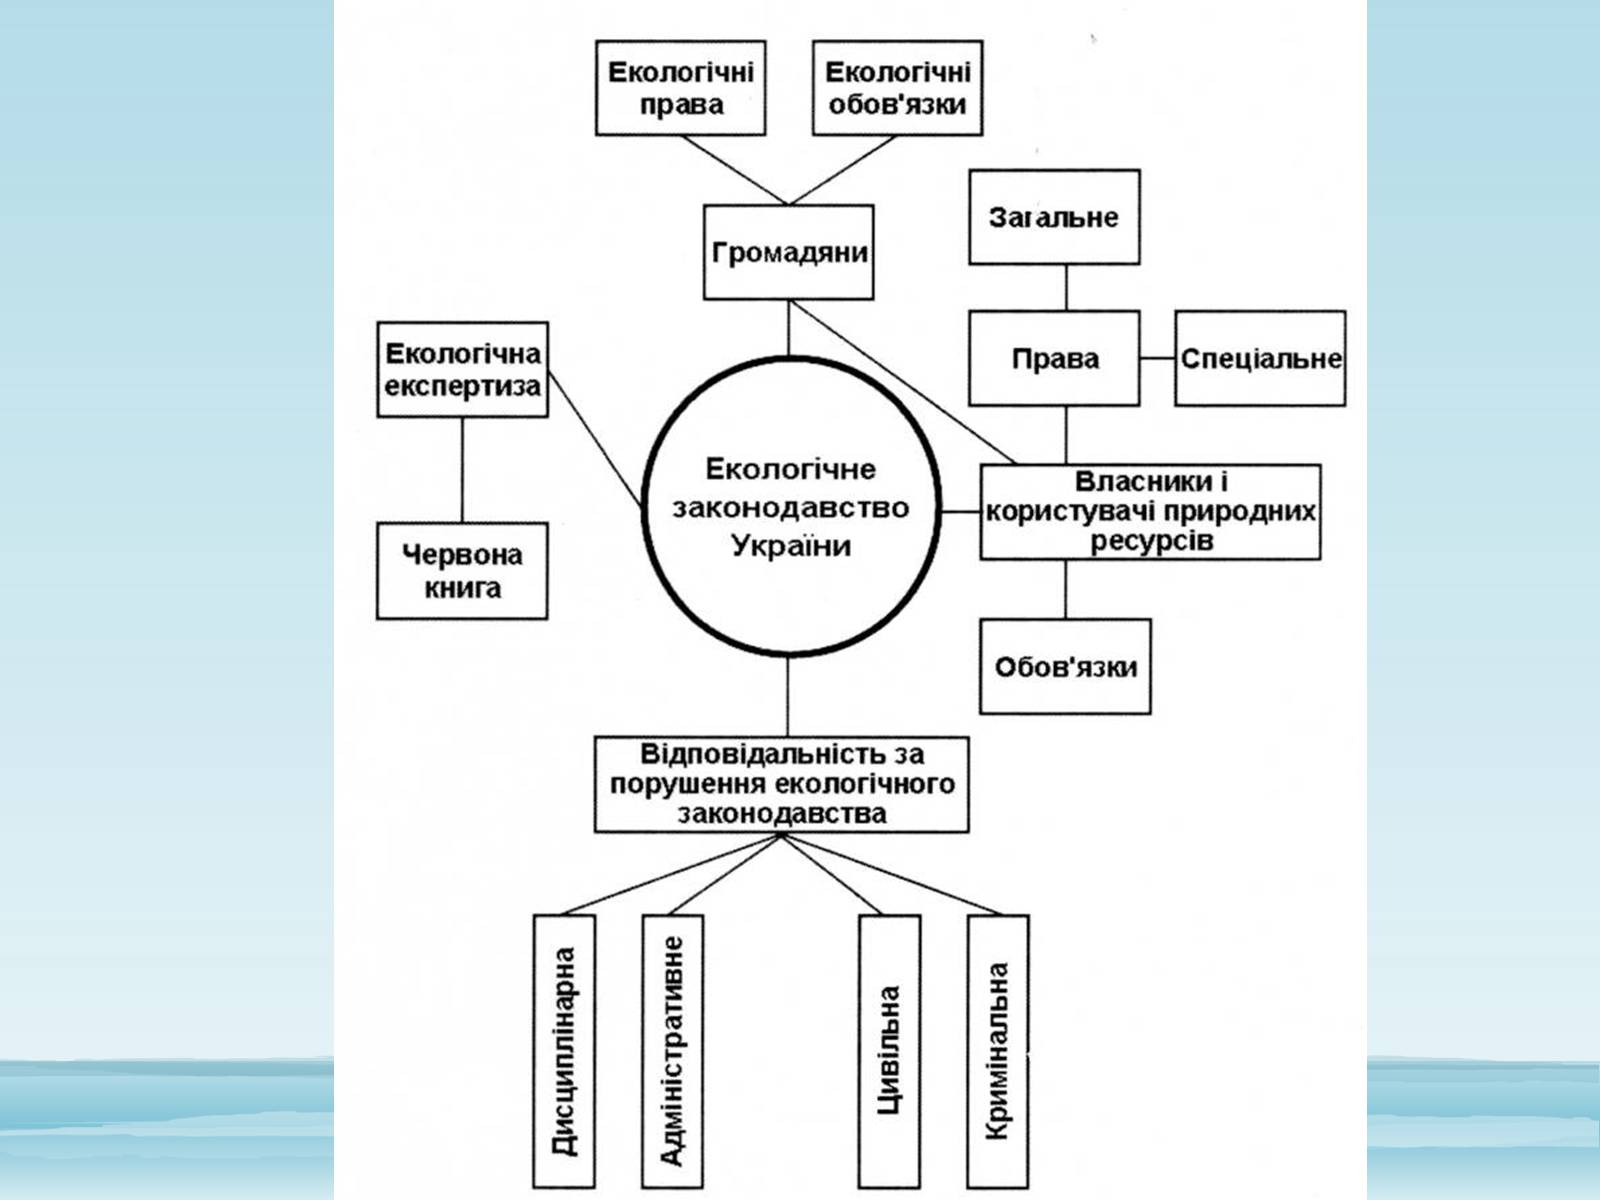 Екологічні
права
Екологічні
обов'язки
Загальне
Громадяни
Права
Спеціальне
Екологічна
експертиза
Екологічне
законодавство
України
Власники і
користувачі природних
ресурсів
Червона
книга
Обов'язки
Відповідальність за
порушення екологічного
законодавства
Дисциплінарна
Адміністративне
Цивільна
Кримінальна